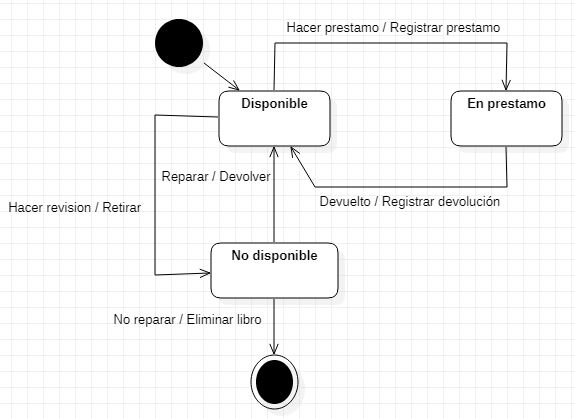 Hacer prestamo / Registrar prestamo
Disponible
En prestamo
Reparar / Devolver
Devuelto / Registrar devolución
Hacer revision / Retirar
No disponible
No reparar / Eliminar libro